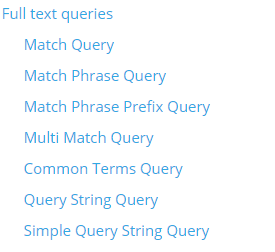 Full text queries
Match Query
Match Phrase Query
Match Phrase Prefix Query
Multi Match Query
Common Terms Query
Query String Query
Simple Query String Query